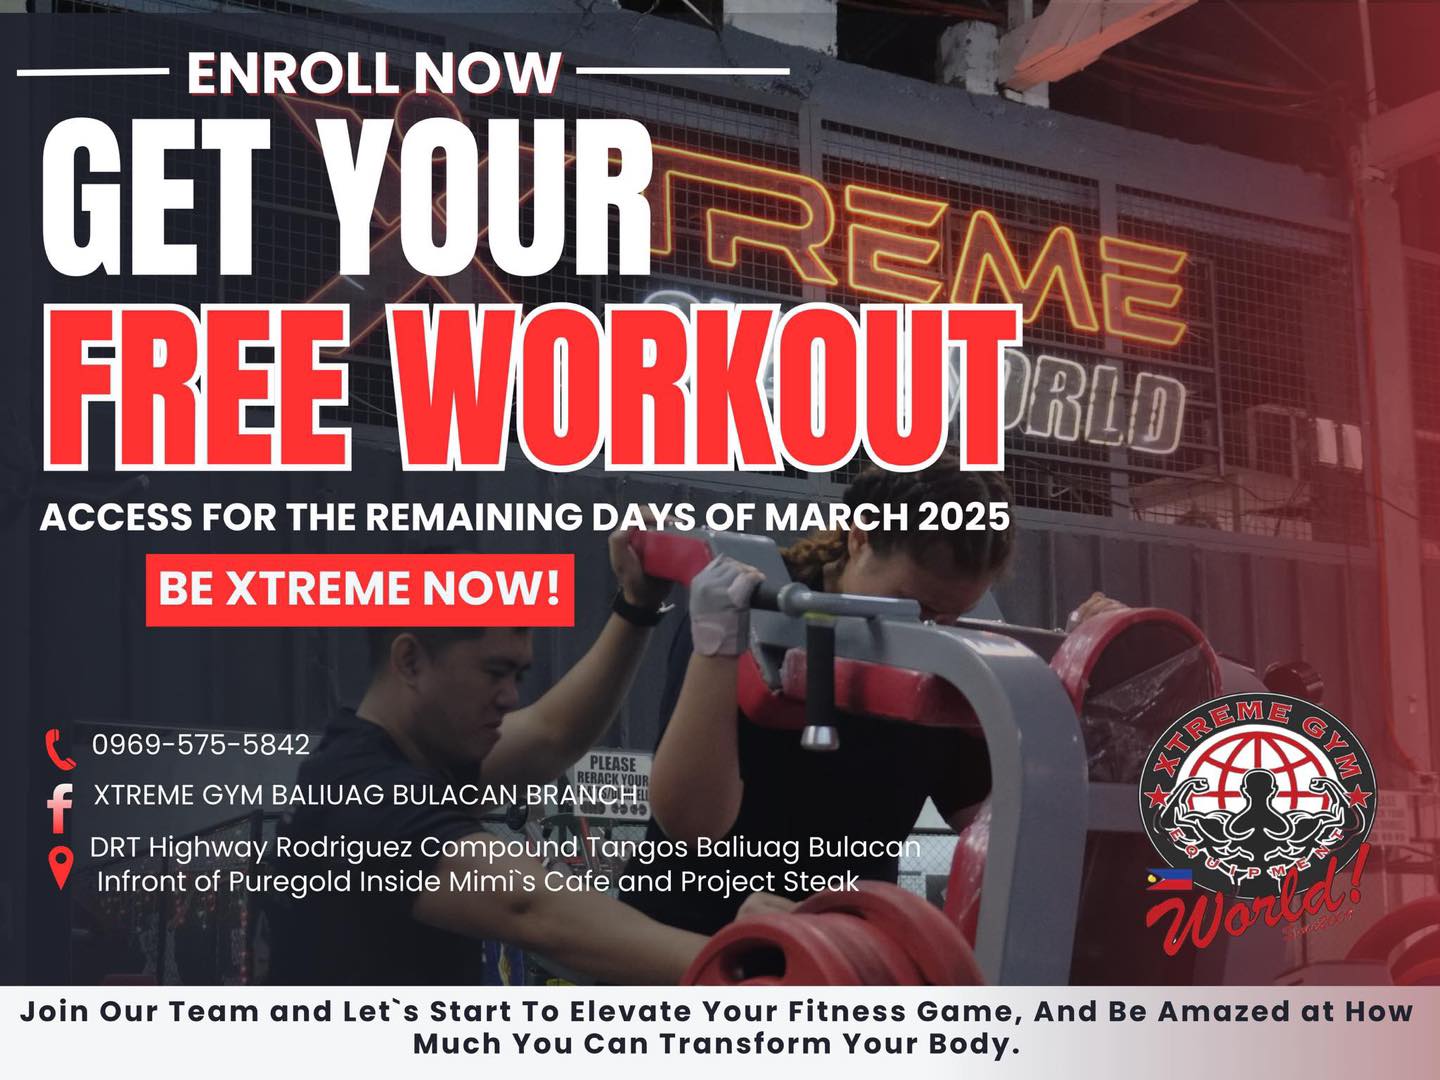 ENROLL NOW
GET YOUR
FREE WORKOUT
ACCESS FOR THE REMAINING DAYS OF MARCH 2025
BE XTREME NOW!
XTREME
WORLD
0969-575-5842
XTREME GYM BALIUAG BULACAN BRANCH
DRT Highway Rodriguez Compound Tangos Baliuag Bulacan
Infront of Puregold Inside Mimi`s Cafe and Project Steak
PLEASE
RERACK YOUR
XTREME GYM
EQUIPMENT
World!
Join Our Team and Let`s Start To Elevate Your Fitness Game, And Be Amazed at How
Much You Can Transform Your Body.